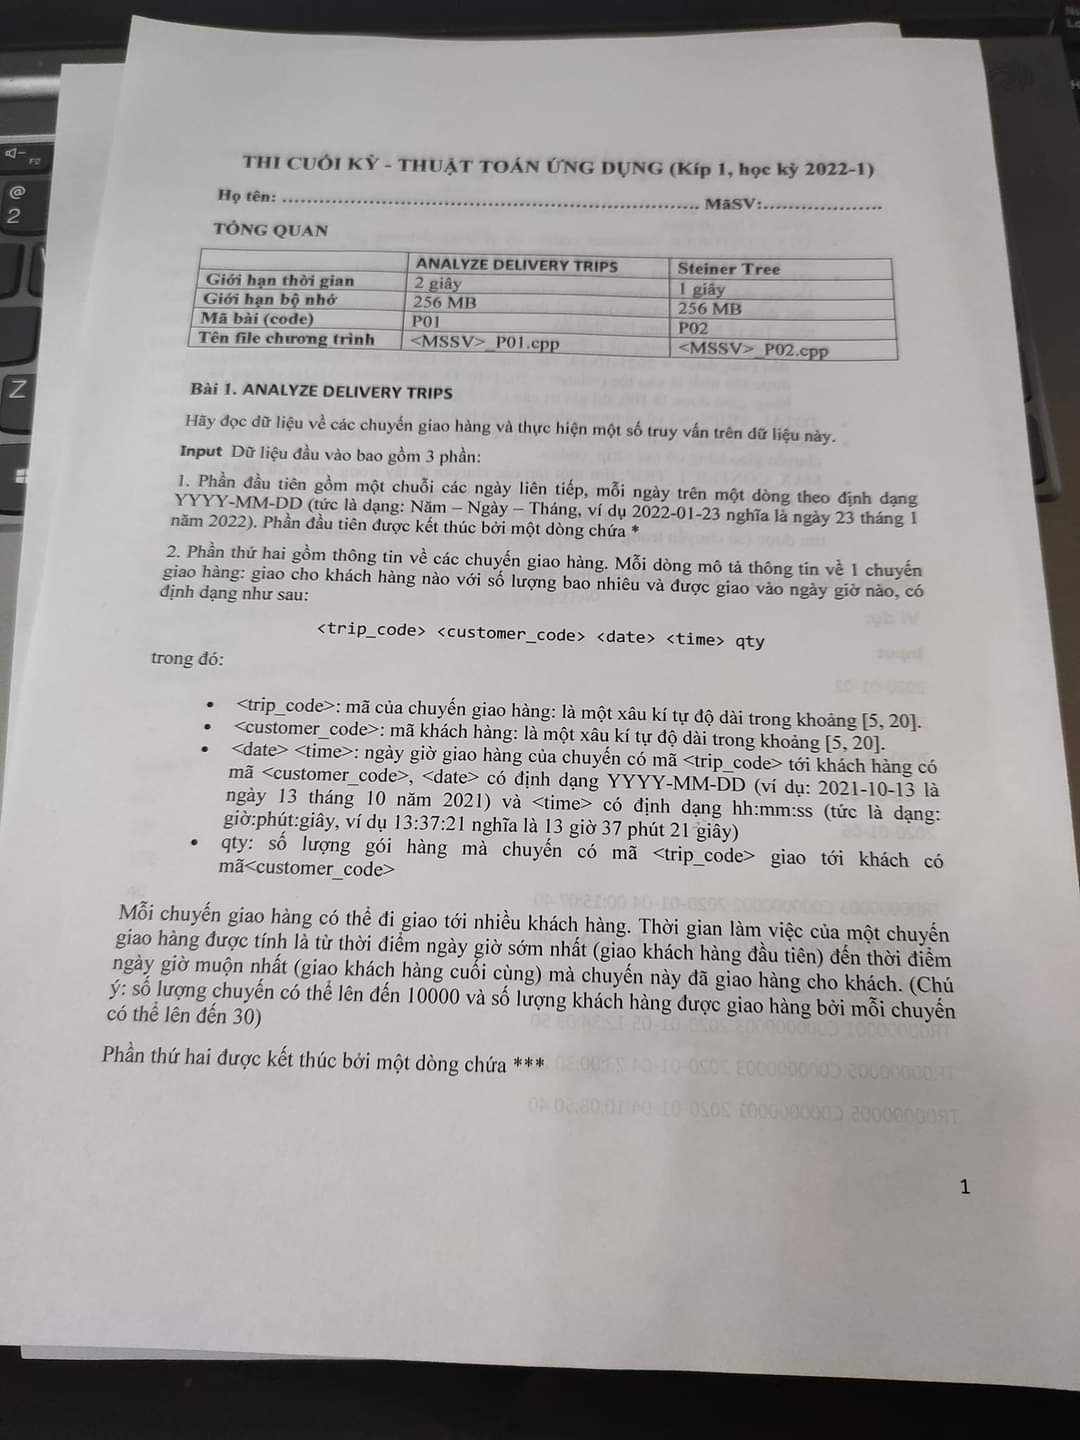 THI CUỐI KỲ - THUẬT TOÁN ỨNG DỤNG (Kíp 1, học kỳ 2022-1)
Họ tên: ........................................................................ MãSV:....................
TỔNG QUAN
ANALYZE DELIVERY TRIPS Steiner Tree
Giới hạn thời gian 2 giây 1 giây
Giới hạn bộ nhớ 256 MB 256 MB
Mã bài (code) P01 P02
Tên file chương trình <MSSV>_P01.cpp <MSSV>_P02.cpp
Bài 1. ANALYZE DELIVERY TRIPS
Hãy đọc dữ liệu về các chuyến giao hàng và thực hiện một số truy vấn trên dữ liệu này.
Input Dữ liệu đầu vào bao gồm 3 phần:
1. Phần đầu tiên gồm một chuỗi các ngày liên tiếp, mỗi ngày trên một dòng theo định dạng
YYYY-MM-DD (tức là dạng: Năm – Ngày – Tháng, ví dụ 2022-01-23 nghĩa là ngày 23 tháng 1
năm 2022). Phần đầu tiên được kết thúc bởi một dòng chứa *
2. Phần thứ hai gồm thông tin về các chuyến giao hàng. Mỗi dòng mô tả thông tin về 1 chuyến
giao hàng: giao cho khách hàng nào với số lượng bao nhiêu và được giao vào ngày giờ nào, có
định dạng như sau:
<trip_code> <customer_code> <date> <time> qty
trong đó:
• <trip_code>: mã của chuyến giao hàng: là một xâu kí tự độ dài trong khoảng [5, 20].
• <customer_code>: mã khách hàng: là một xâu kí tự độ dài trong khoảng [5, 20].
• <date> <time>: ngày giờ giao hàng của chuyến có mã <trip_code> tới khách hàng có
mã <customer_code>, <date> có định dạng YYYY-MM-DD (ví dụ: 2021-10-13 là
ngày 13 tháng 10 năm 2021) và <time> có định dạng hh:mm:ss (tức là dạng:
giờ:phút:giây, ví dụ 13:37:21 nghĩa là 13 giờ 37 phút 21 giây)
• qty: số lượng gói hàng mà chuyến có mã <trip_code> giao tới khách có
mã<customer_code>
Mỗi chuyến giao hàng có thể đi giao tới nhiều khách hàng. Thời gian làm việc của một chuyến
giao hàng được tính là từ thời điểm ngày giờ sớm nhất (giao khách hàng đầu tiên) đến thời điểm
ngày giờ muộn nhất (giao khách hàng cuối cùng) mà chuyến này đã giao hàng cho khách. (Chú
ý: số lượng chuyến có thể lên đến 10000 và số lượng khách hàng được giao hàng bởi mỗi chuyến
có thể lên đến 30)
Phần thứ hai được kết thúc bởi một dòng chứa ***
1